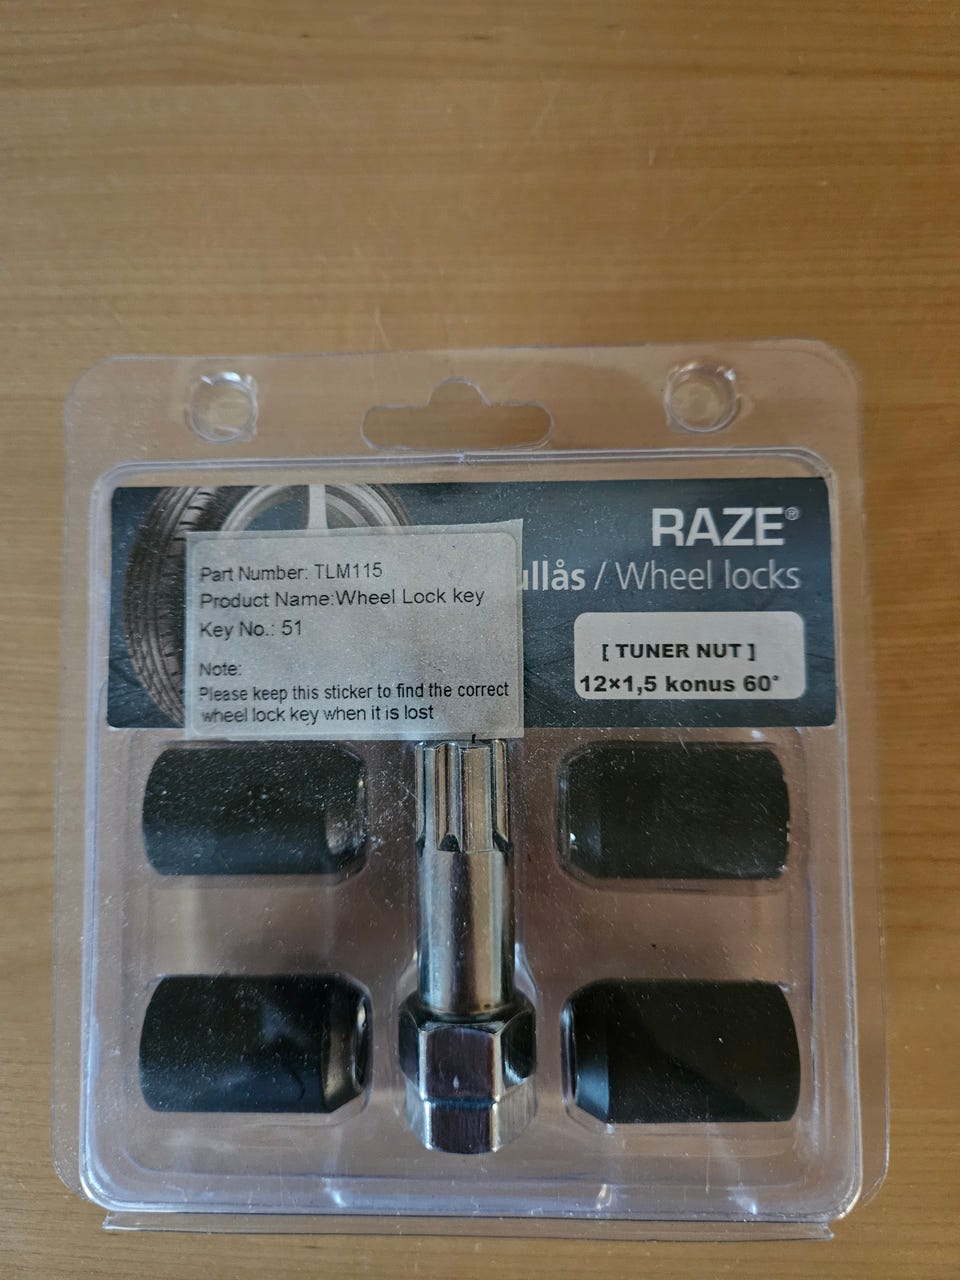 RAZE®
/ Wheel locks
[ TUNER NUT ]
12×1,5 konus 60°
Part Number: TLM115
Product Name:Wheel Lock key
Key No.: 51
Note:
Please keep this sticker to find the correct
wheel lock key when it is lost